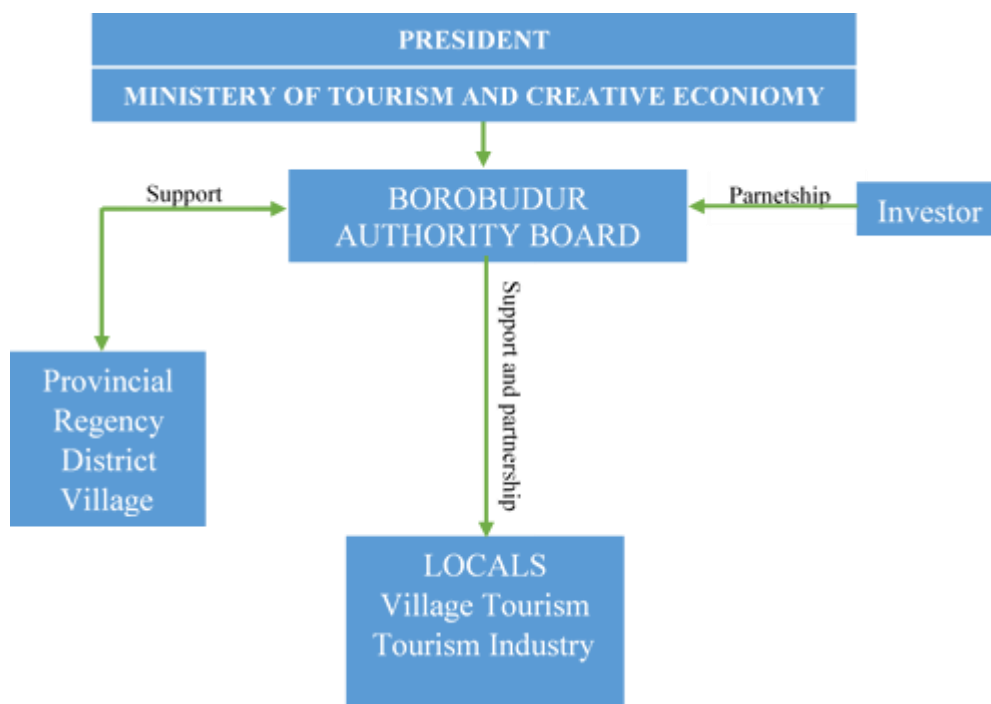 PRESIDENT
MINISTERY OF TOURISM AND CREATIVE ECONIOMY
Support
BOROBUDUR
AUTHORITY BOARD
Parnetship
Investor
Support and partnership
Provincial
Regency
District
Village
LOCALS
Village Tourism
Tourism Industry